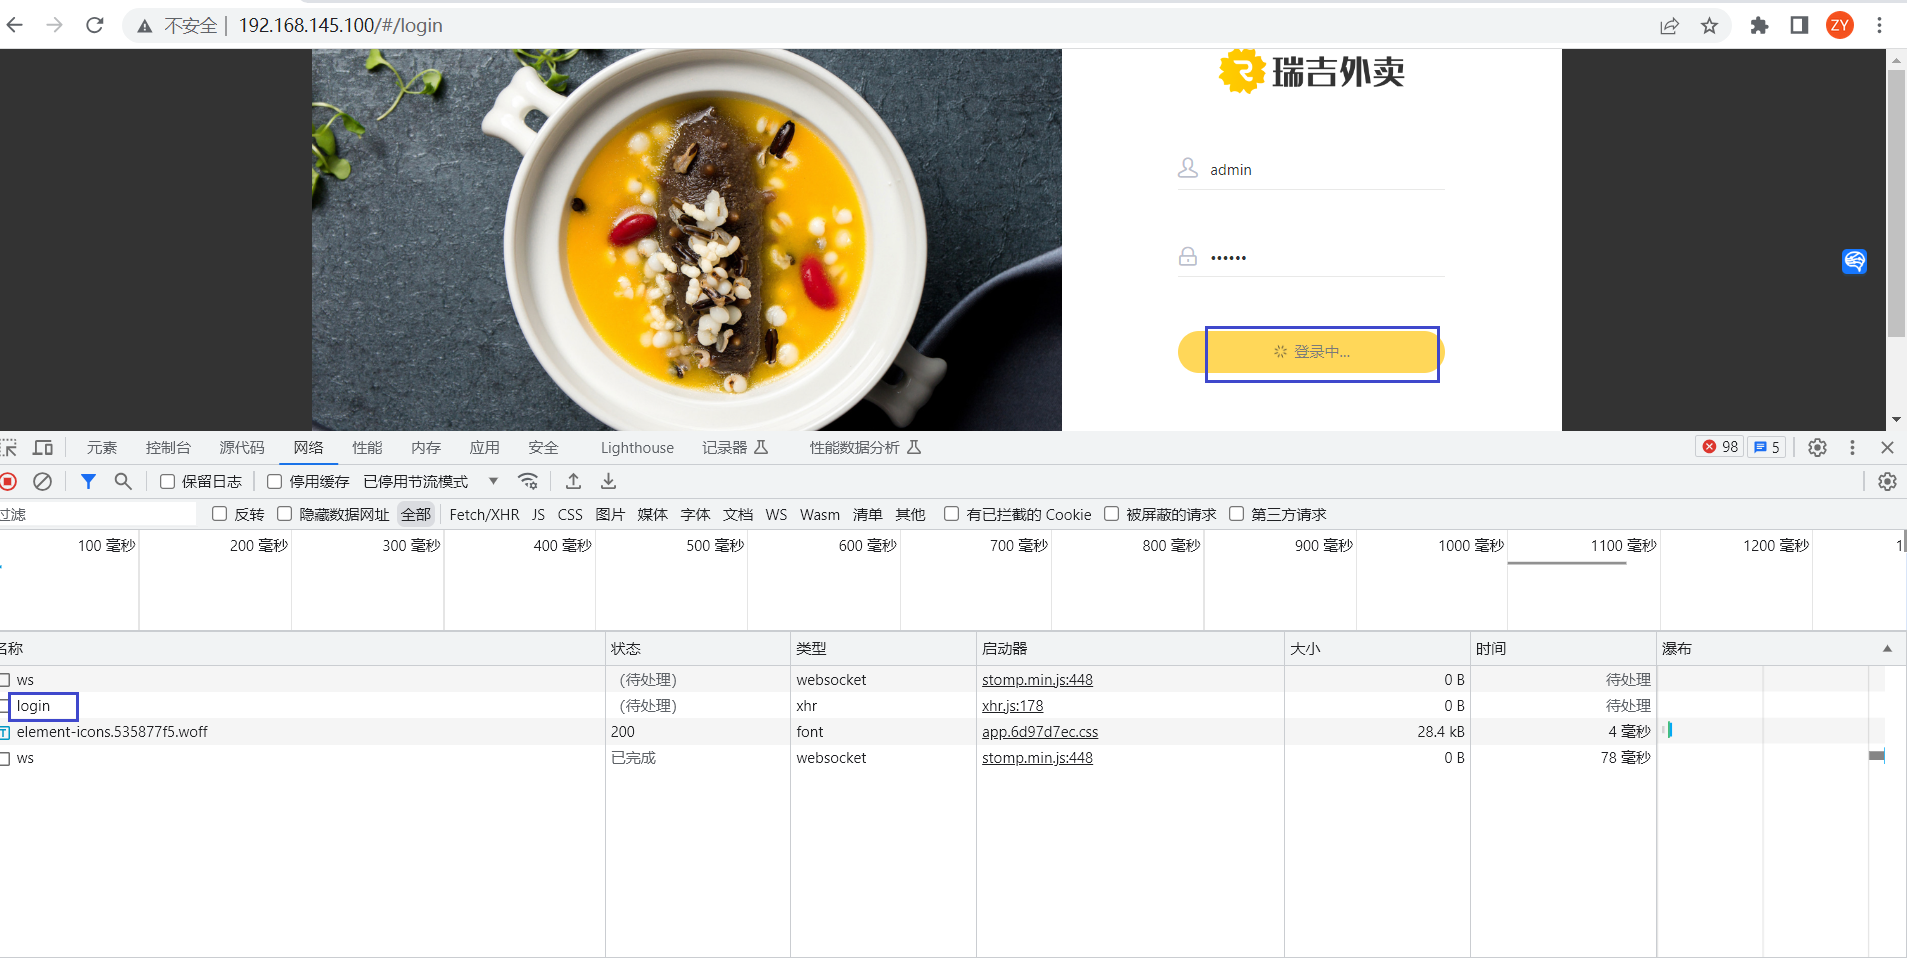 不安全 | 192.168.145.100/#/login
ZY
瑞吉外卖
admin
••••••
登录中...
元素 控制台 源代码 网络 性能 内存 应用 安全 Lighthouse 记录器 性能数据分析 98 5
保留日志 停用缓存 已停用节流模式
过滤 反转 隐藏数据网址 全部 Fetch/XHR JS CSS 图片 媒体 字体 文档 WS Wasm 清单 其他 有已拦截的 Cookie 被屏蔽的请求 第三方请求
100 毫秒 200 毫秒 300 毫秒 400 毫秒 500 毫秒 600 毫秒 700 毫秒 800 毫秒 900 毫秒 1000 毫秒 1100 毫秒 1200 毫秒 1
名称 状态 类型 启动器 大小 时间 瀑布
ws (待处理) websocket stomp.min.js:448 0 B 待处理
login (待处理) xhr xhr.js:178 0 B 待处理
element-icons.535877f5.woff 200 font app.6d97d7ec.css 28.4 kB 4 毫秒
ws 已完成 websocket stomp.min.js:448 0 B 78 毫秒